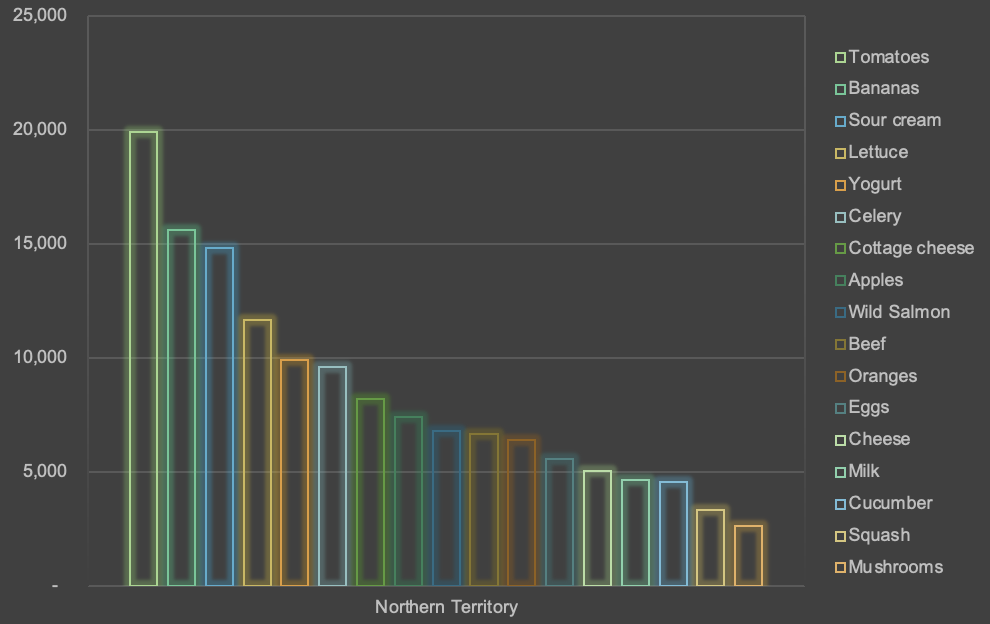 25,000
20,000
15,000
10,000
5,000
-
Northern Territory
Tomatoes
Bananas
Sour cream
Lettuce
Yogurt
Celery
Cottage cheese
Apples
Wild Salmon
Beef
Oranges
Eggs
Cheese
Milk
Cucumber
Squash
Mushrooms